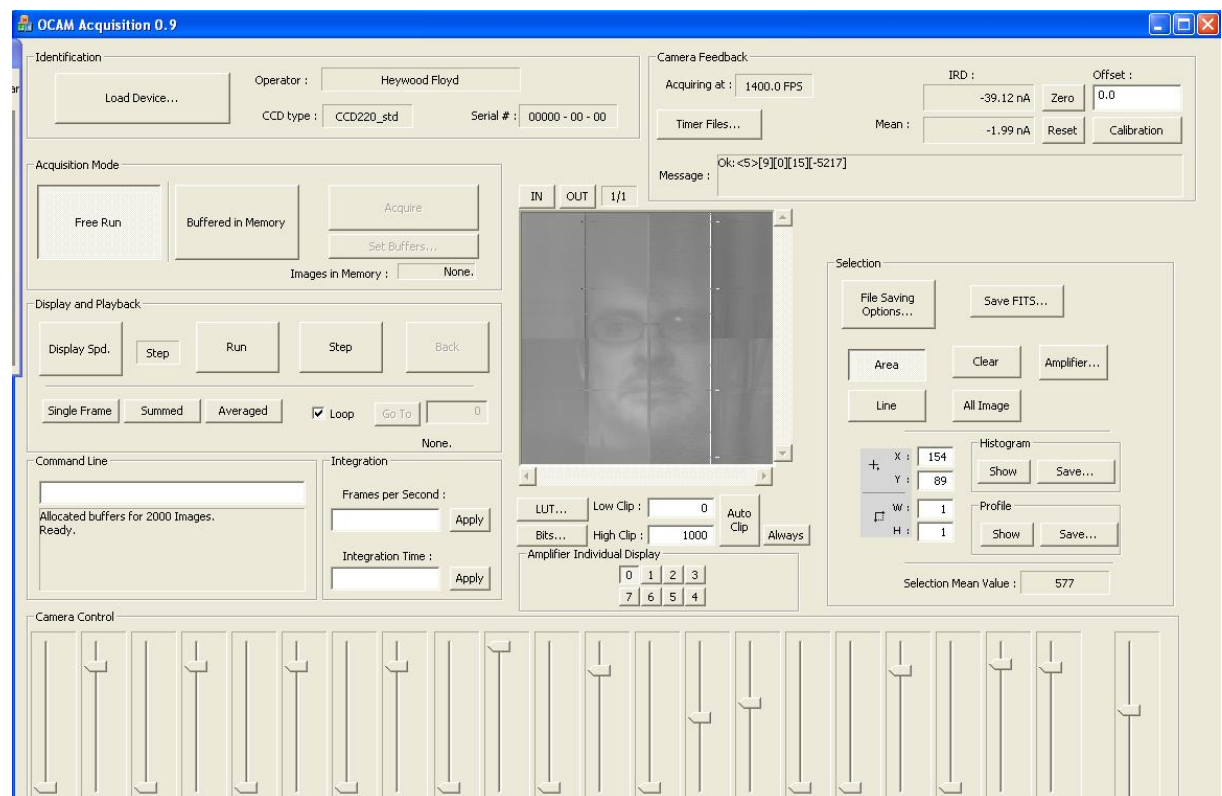 OCAM Acquisition 0.9
Identification
Load Device...
Operator :
Heywood Floyd
CCD type :
CCD220_std
Serial # :
00000 - 00 - 00
Camera Feedback
Acquiring at :
1400.0 FPS
IRD :
Offset :
-39.12 nA
Zero
0.0
Timer Files...
Mean :
-1.99 nA
Reset
Calibration
Message :
Ok:<5>[9][0][15][-5217]
Acquisition Mode
Free Run
Buffered in Memory
Acquire
Set Buffers...
Images in Memory :
None.
IN
OUT
1/1
Display and Playback
Display Spd.
Step
Run
Step
Back
Single Frame
Summed
Averaged
Loop
Go To
0
None.
Command Line
Allocated buffers for 2000 Images.
Ready.
Integration
Frames per Second :
Apply
Integration Time :
Apply
LUT...
Low Clip :
0
Auto
Clip
Bits...
High Clip :
1000
Always
Amplifier Individual Display
0 1 2 3
7 6 5 4
Selection
File Saving
Options...
Save FITS...
Area
Clear
Amplifier...
Line
All Image
X :
154
Y :
89
W :
1
H :
1
Histogram
Show
Save...
Profile
Show
Save...
Selection Mean Value :
577
Camera Control